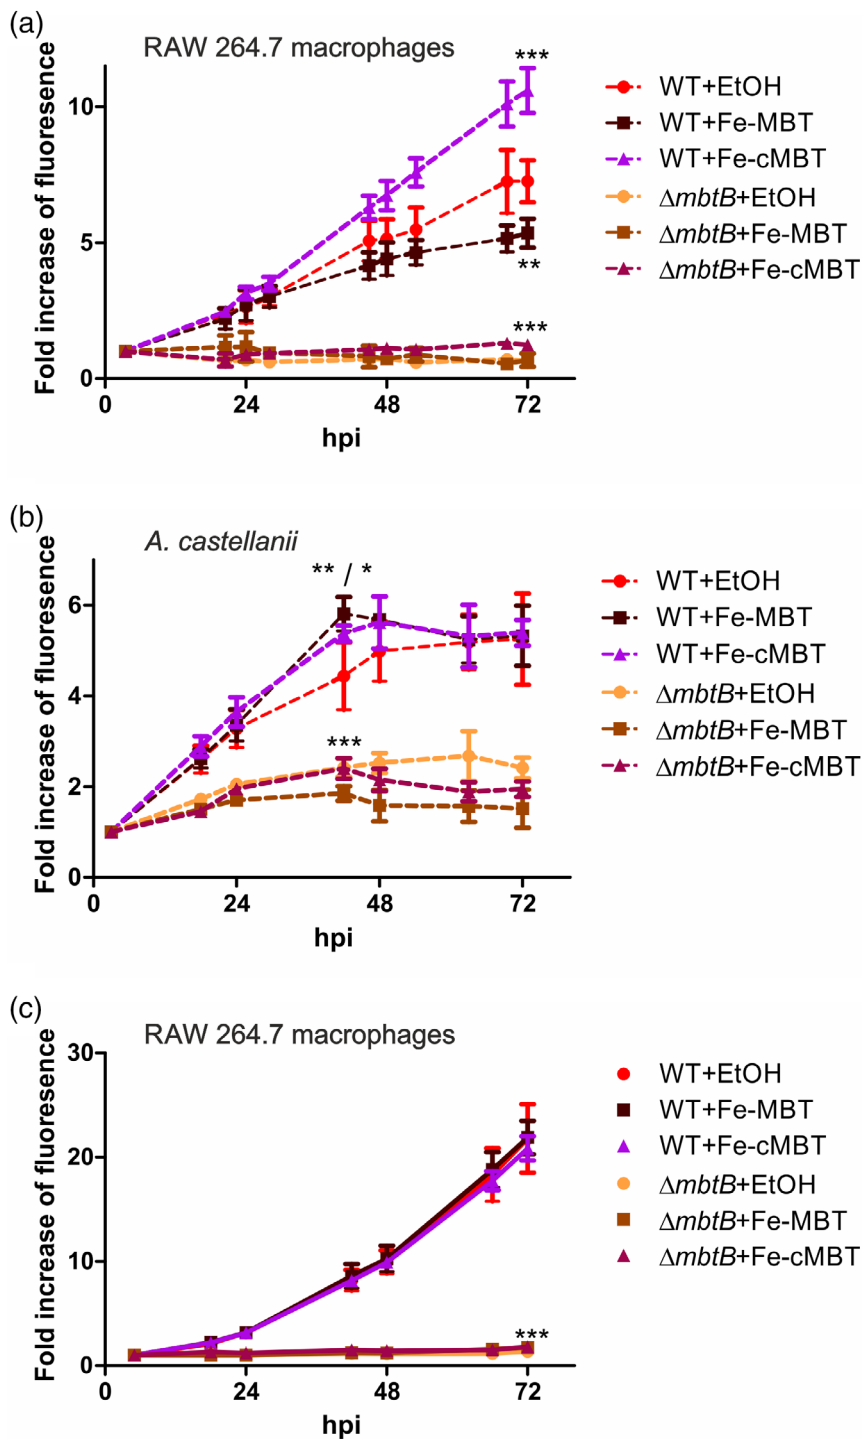 (a)
RAW 264.7 macrophages
***
10
5
0
**
***
0
24
48
72
hpi
Fold increase of fluoresence
WT+EtOH
WT+Fe-MBT
WT+Fe-cMBT
ΔmbtB+EtOH
ΔmbtB+Fe-MBT
ΔmbtB+Fe-cMBT
(b)
A. castellanii
** / *
***
6
4
2
0
0
24
48
72
hpi
Fold increase of fluoresence
WT+EtOH
WT+Fe-MBT
WT+Fe-cMBT
ΔmbtB+EtOH
ΔmbtB+Fe-MBT
ΔmbtB+Fe-cMBT
(c)
RAW 264.7 macrophages
30
20
10
0
***
0
24
48
72
hpi
Fold increase of fluoresence
WT+EtOH
WT+Fe-MBT
WT+Fe-cMBT
ΔmbtB+EtOH
ΔmbtB+Fe-MBT
ΔmbtB+Fe-cMBT